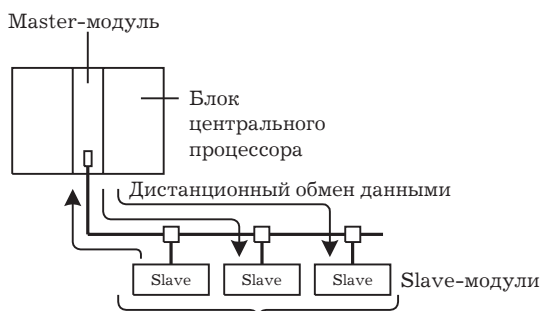 Master-модуль
Блок
центрального
процессора
Дистанционный обмен данными
Slave
Slave
Slave
Slave-модули